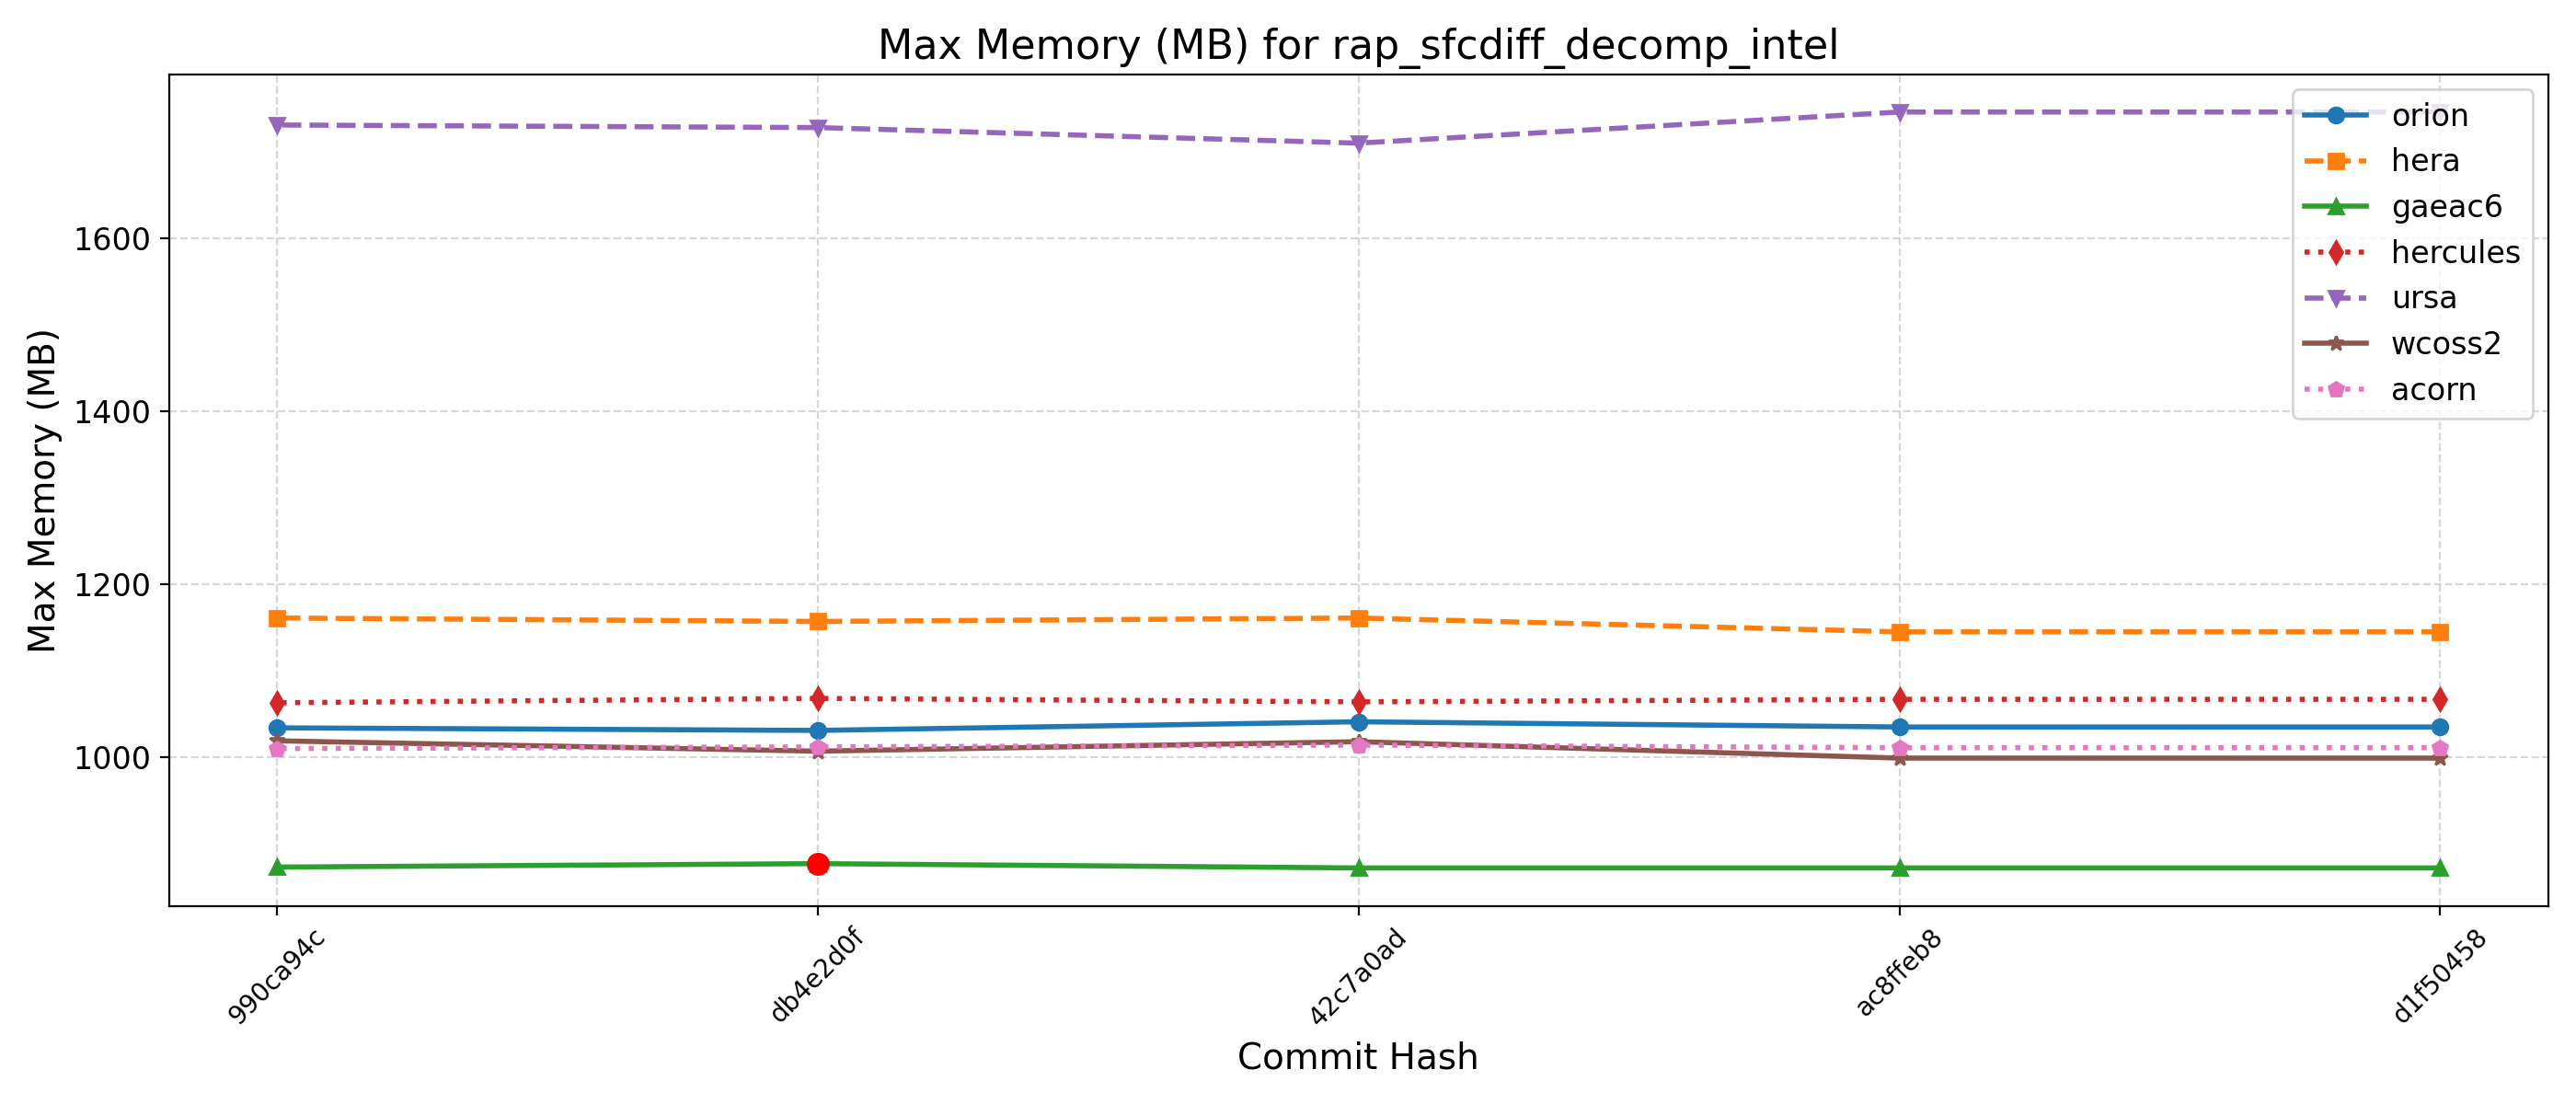 Max Memory (MB) for rap_sfcdiff_decomp_intel
orion
hera
gaeac6
hercules
ursa
wcoss2
acorn
Max Memory (MB)
1600
1400
1200
1000
990ca94c
db4e2d0f
42c7a0ad
ac8ffeb8
d1f50458
Commit Hash